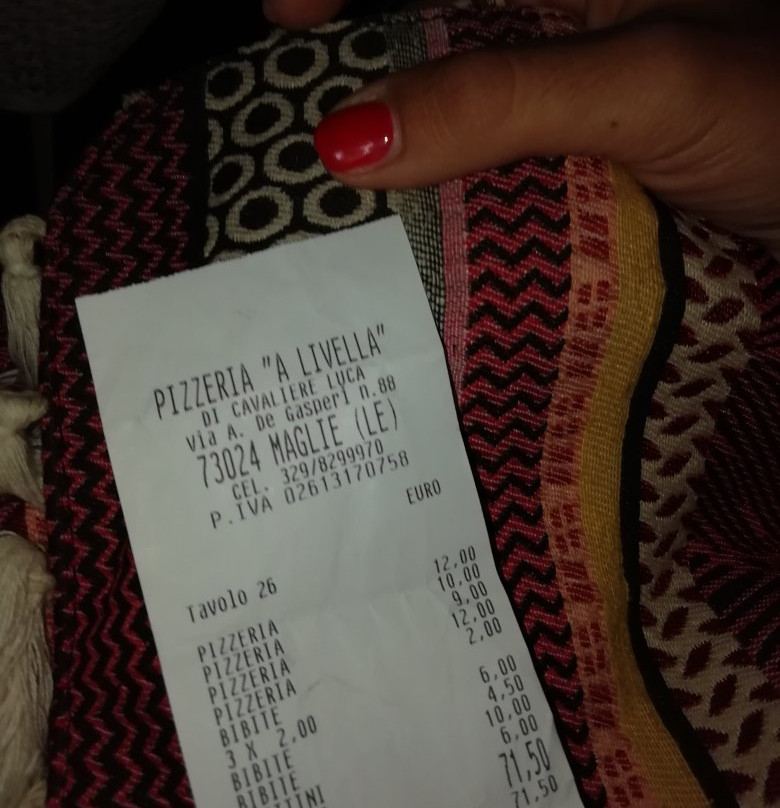 PIZZERIA "A LIVELLA"
DI CAVALIERE LUCA
via A. De Gasperi n.88
73024 MAGLIE (LE)
CEL. 329/8299970
P.IVA 02613170758
EURO
Tavolo 26
PIZZERIA 12,00
PIZZERIA 10,00
PIZZERIA 9,00
PIZZERIA 12,00
BIBITE 2,00
3 X 2,00
BIBITE 6,00
BIBITE 4,50
10,00
6,00
71,50
71,50